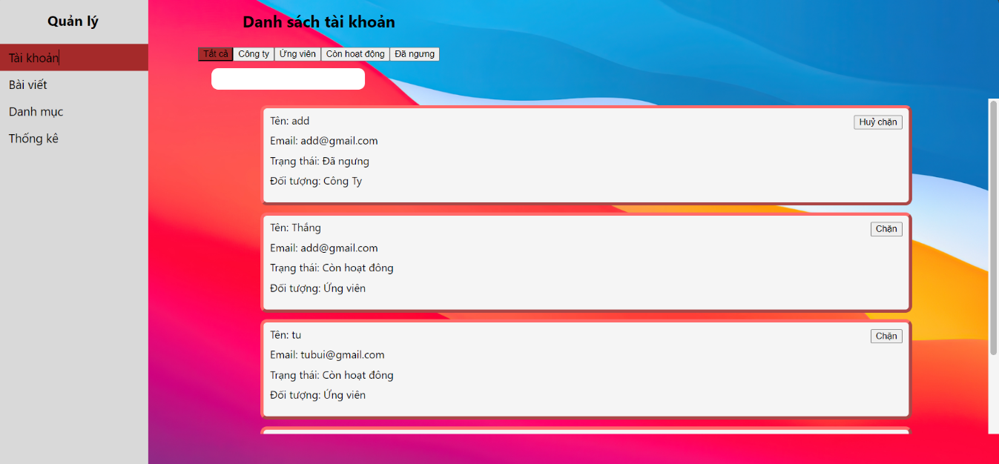 Quản lý
Tài khoản
Bài viết
Danh mục
Thống kê
Danh sách tài khoản
Tất cả Công ty Ứng viên Còn hoạt động Đã ngưng
Tên: add
Huỷ chặn
Email: add@gmail.com
Trạng thái: Đã ngưng
Đối tượng: Công Ty
Tên: Thắng
Chặn
Email: add@gmail.com
Trạng thái: Còn hoạt đông
Đối tượng: Ứng viên
Tên: tu
Chặn
Email: tubui@gmail.com
Trạng thái: Còn hoạt đông
Đối tượng: Ứng viên